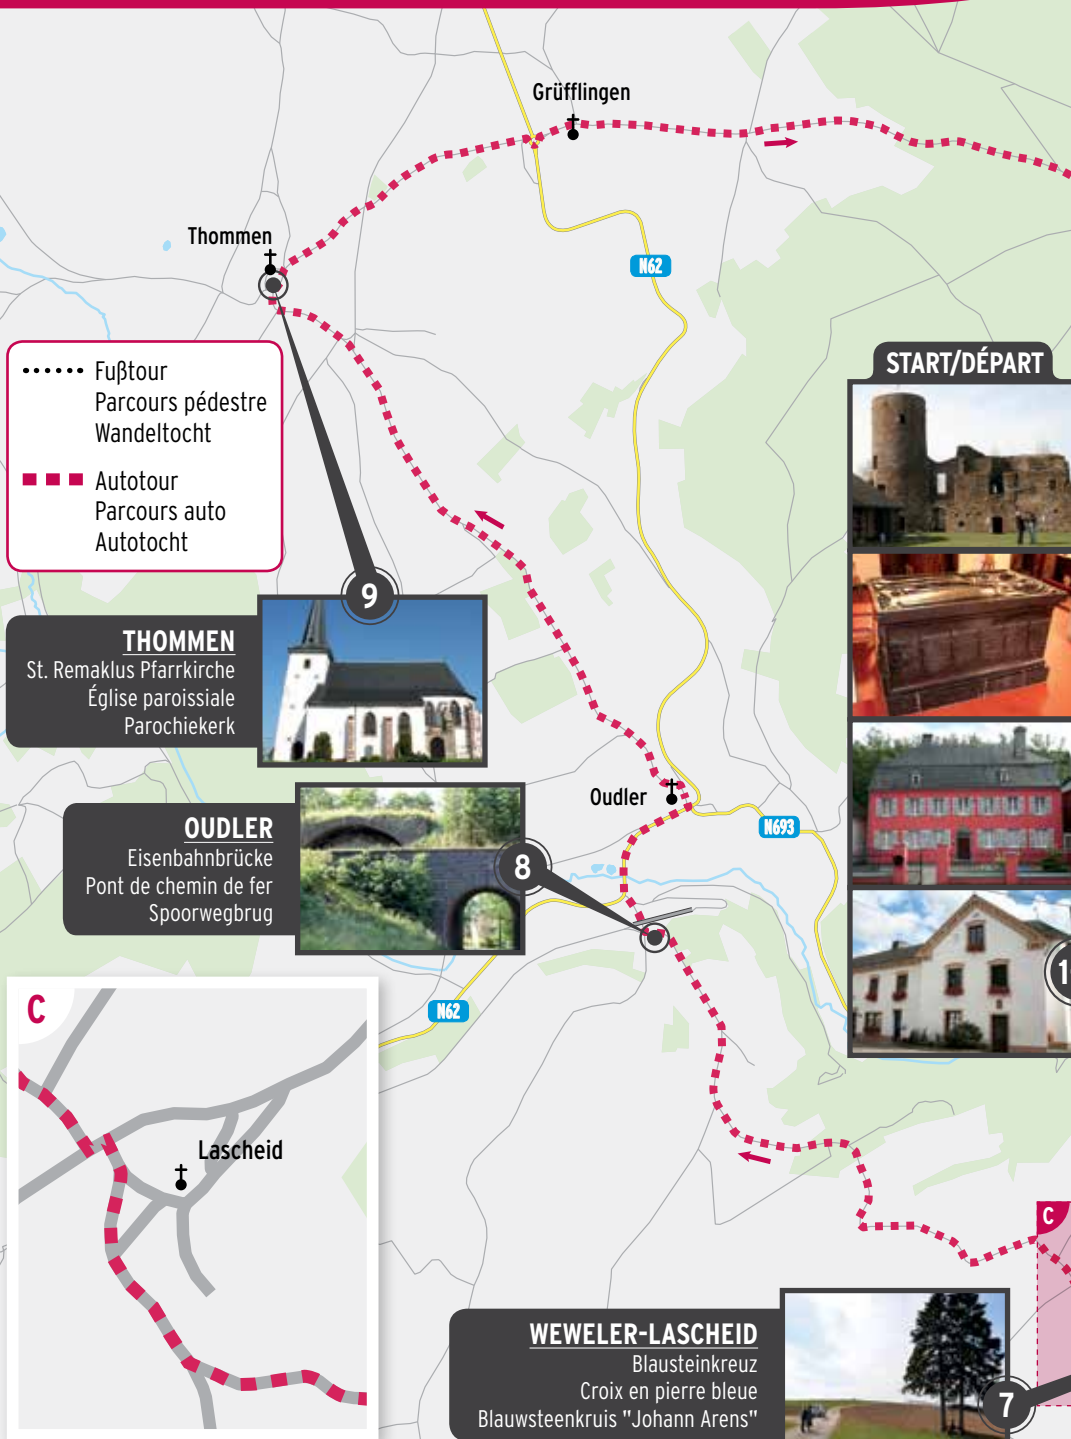 Grüfflingen
Thommen
N62
START/DÉPART
Fußtour
Parcours pédestre
Wandeltocht
Autotour
Parcours auto
Autotocht
9
THOMMEN
St. Remaklus Pfarrkirche
Église paroissiale
Parochiekerk
Oudler
N693
OUDLER
Eisenbahnbrücke
Pont de chemin de fer
Spoorwegbrug
8
N62
C
Lascheid
C
WEWELER-LASCHEID
Blausteinkreuz
Croix en pierre bleue
Blauwsteenkruis "Johann Arens"
7